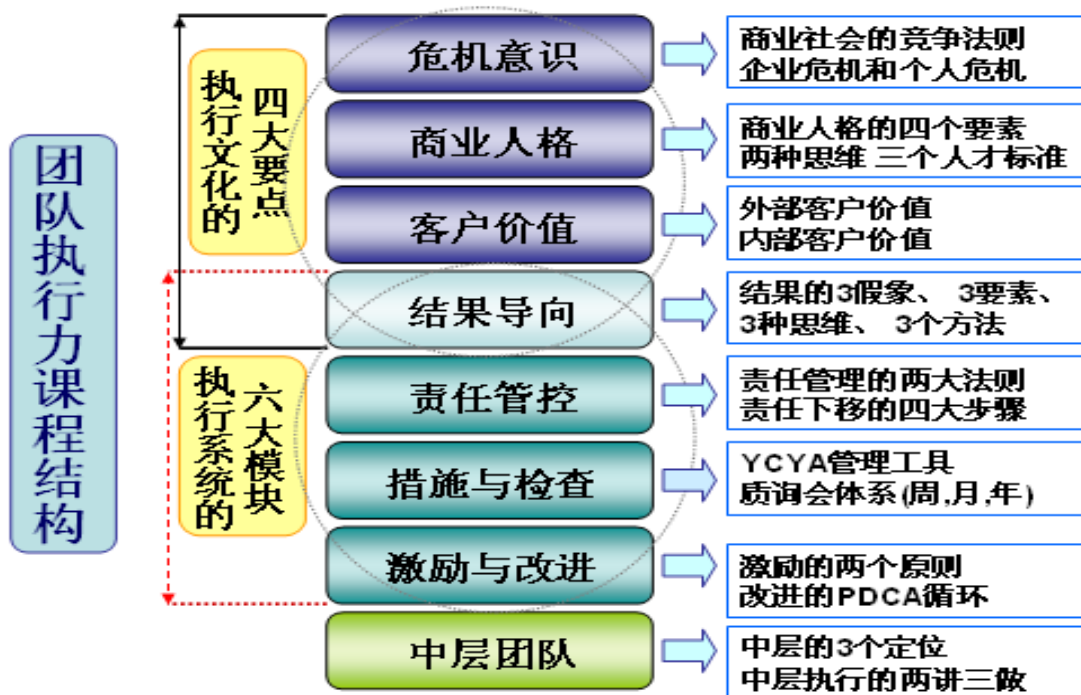 团队执行力课程结构
执行文化的
四大要点
执行系统的
六大模块
危机意识
商业社会的竞争法则
企业危机和个人危机
商业人格
商业人格的四个要素
两种思维 三个人才标准
客户价值
外部客户价值
内部客户价值
结果导向
结果的3假象、 3要素、
3种思维、 3个方法
责任管控
责任管理的两大法则
责任下移的四大步骤
措施与检查
YCYA管理工具
质询会体系(周,月,年)
激励与改进
激励的两个原则
改进的PDCA循环
中层团队
中层的3个定位
中层执行的两讲三做